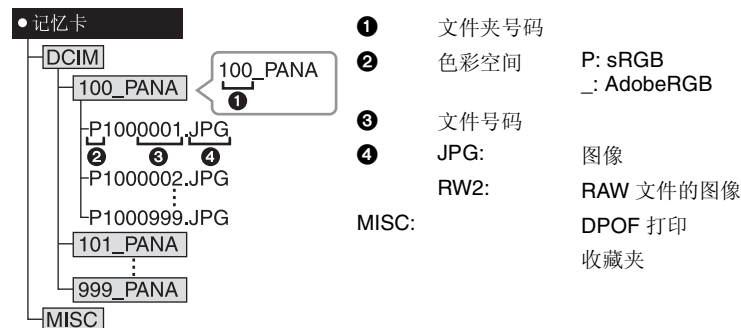 ●记忆卡
DCIM
100_PANA
100_PANA
❶
P1000001.JPG
❷ ❸ ❹
P1000002.JPG
P1000999.JPG
101_PANA
999_PANA
MISC
❶ 文件夹号码
❷ 色彩空间 P: sRGB
_: AdobeRGB
❸ 文件号码
❹ JPG: 图像
RW2: RAW 文件的图像
MISC: DPOF 打印
收藏夹